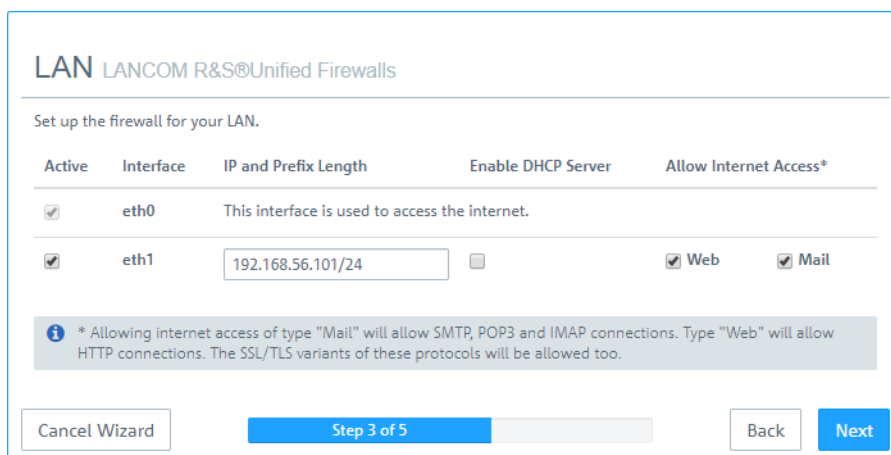 LAN LANCOM R&S®Unified Firewalls
Set up the firewall for your LAN.
Active Interface IP and Prefix Length Enable DHCP Server Allow Internet Access*
eth0 This interface is used to access the internet.
eth1 192.168.56.101/24 Web Mail
* Allowing internet access of type "Mail" will allow SMTP, POP3 and IMAP connections. Type "Web" will allow
HTTP connections. The SSL/TLS variants of these protocols will be allowed too.
Cancel Wizard Step 3 of 5 Back Next